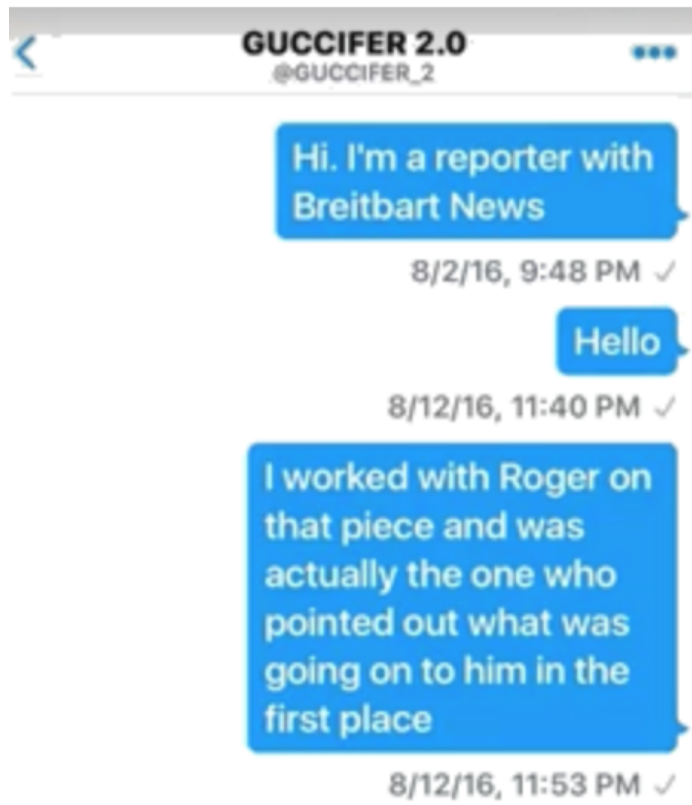 GUCCIFER 2.0
@GUCCIFER_2
Hi. I'm a reporter with
Breitbart News
8/2/16, 9:48 PM
Hello
8/12/16, 11:40 PM
I worked with Roger on
that piece and was
actually the one who
pointed out what was
going on to him in the
first place
8/12/16, 11:53 PM